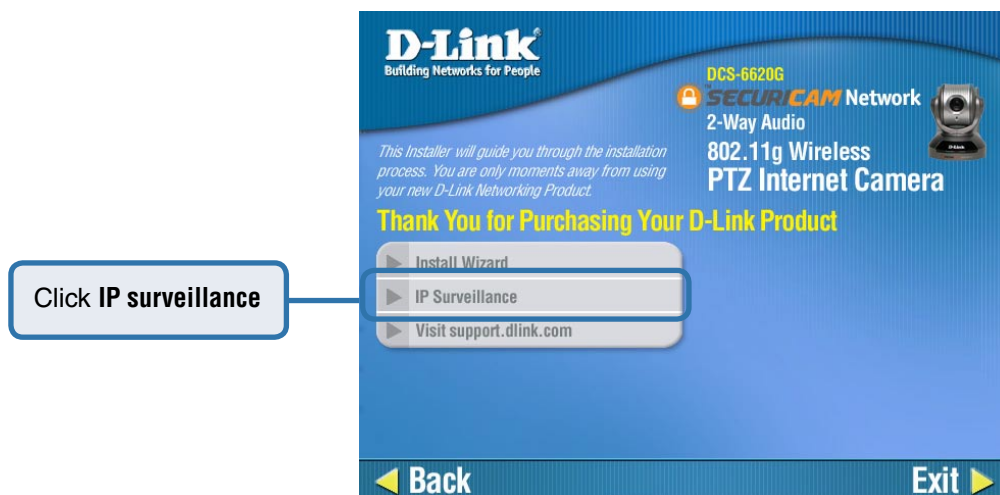 D-Link
Building Networks for People
DCS-6620G
SECURICAM Network
2-Way Audio
802.11g Wireless
PTZ Internet Camera
D-Link
This Installer will guide you through the installation
process. You are only moments away from using
your new D-Link Networking Product.
Thank You for Purchasing Your D-Link Product
Install Wizard
Click IP surveillance
IP Surveillance
Visit support.dlink.com
Back
Exit